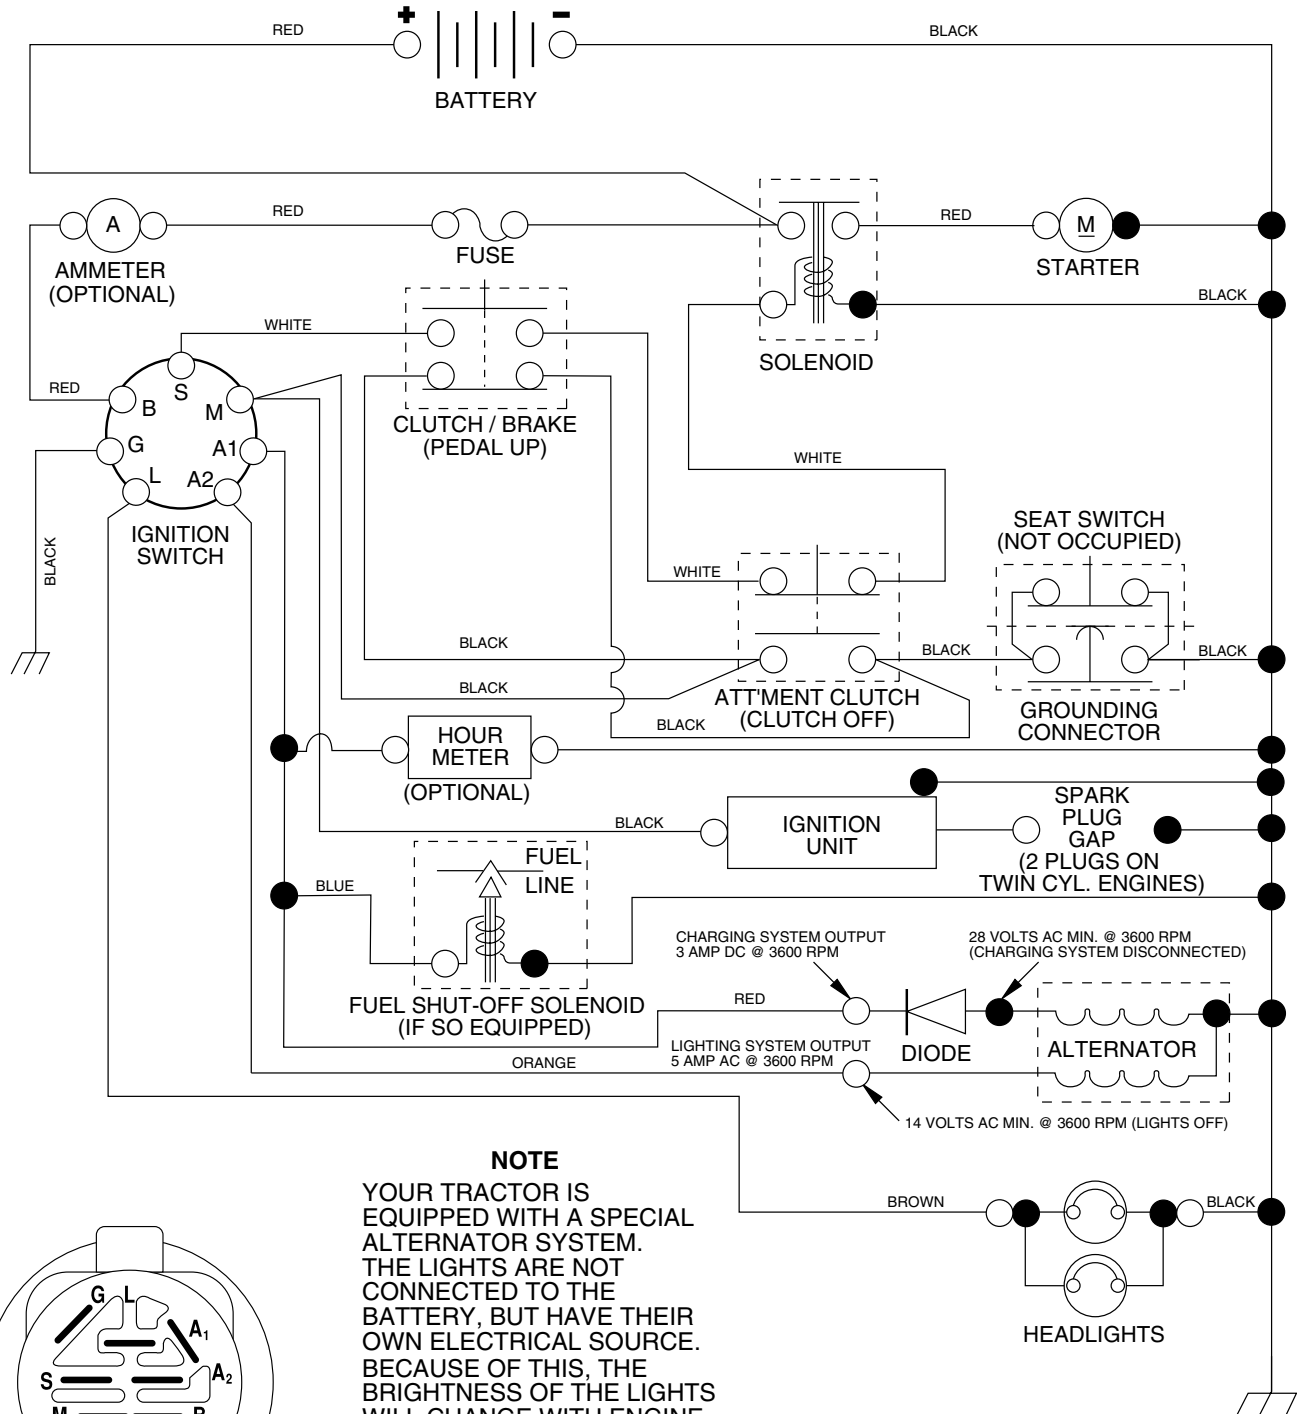 + -
RED
BLACK
BATTERY
RED
A
FUSE
AMMETER
(OPTIONAL)
RED
M
STARTER
BLACK
SOLENOID
WHITE
RED
S
B
M
G
A1
L
A2
IGNITION
SWITCH
BLACK
CLUTCH / BRAKE
(PEDAL UP)
WHITE
WHITE
SEAT SWITCH
(NOT OCCUPIED)
BLACK
BLACK
BLACK
BLACK
BLACK
ATT'MENT CLUTCH
(CLUTCH OFF)
GROUNDING
CONNECTOR
HOUR
METER
(OPTIONAL)
BLACK
IGNITION
UNIT
SPARK
PLUG
GAP
(2 PLUGS ON
TWIN CYL. ENGINES)
BLUE
FUEL
LINE
FUEL SHUT-OFF SOLENOID
(IF SO EQUIPPED)
CHARGING SYSTEM OUTPUT
3 AMP DC @ 3600 RPM
28 VOLTS AC MIN. @ 3600 RPM
(CHARGING SYSTEM DISCONNECTED)
RED
DIODE
ALTERNATOR
LIGHTING SYSTEM OUTPUT
5 AMP AC @ 3600 RPM
ORANGE
14 VOLTS AC MIN. @ 3600 RPM (LIGHTS OFF)
BROWN
BLACK
HEADLIGHTS
NOTE
YOUR TRACTOR IS
EQUIPPED WITH A SPECIAL
ALTERNATOR SYSTEM.
THE LIGHTS ARE NOT
CONNECTED TO THE
BATTERY, BUT HAVE THEIR
OWN ELECTRICAL SOURCE.
BECAUSE OF THIS, THE
BRIGHTNESS OF THE LIGHTS
WILL CHANGE WITH ENGINE
G L
A1
S A2
M B